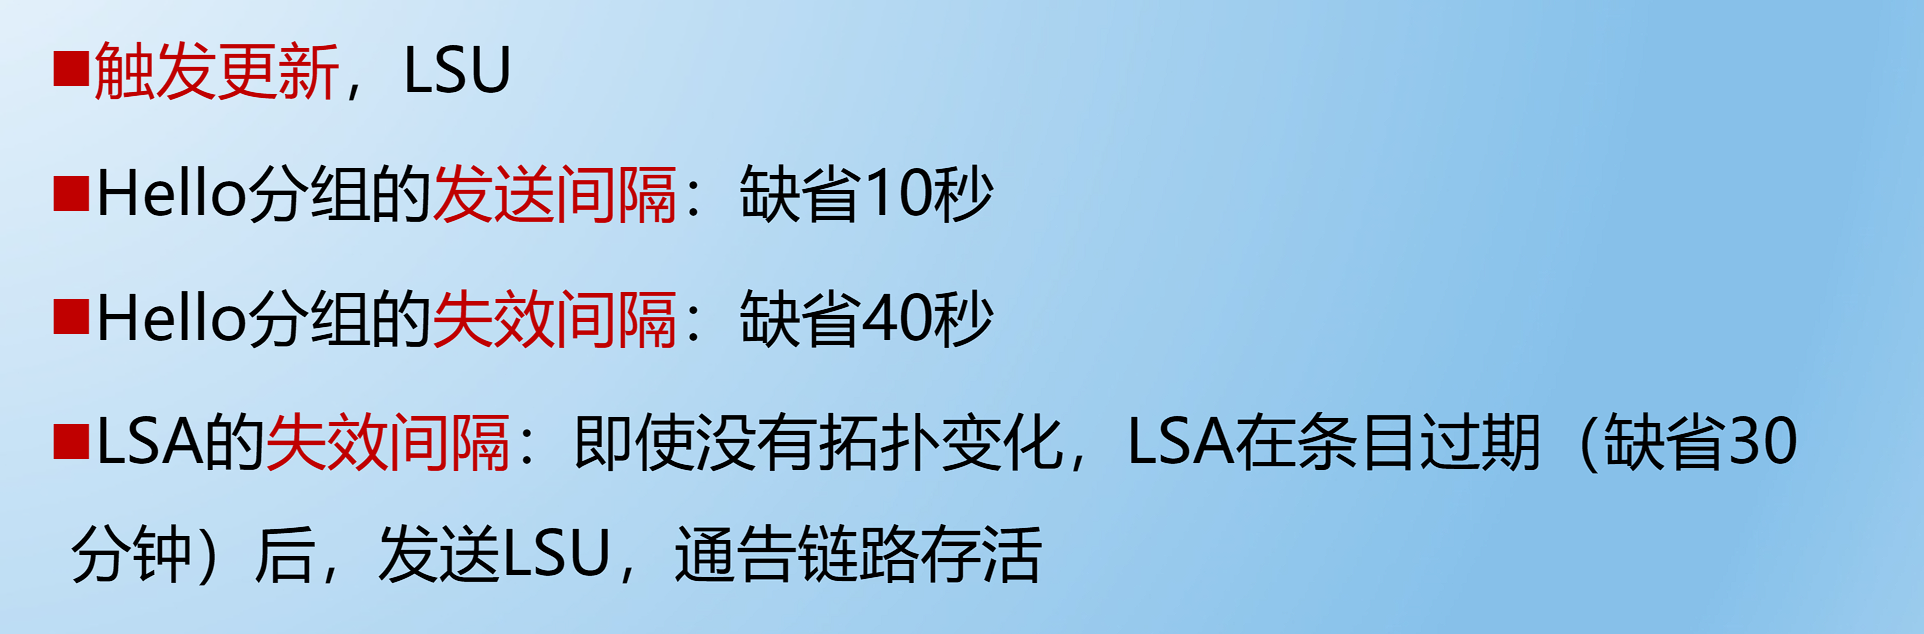 ■触发更新，LSU
■Hello分组的发送间隔：缺省10秒
■Hello分组的失效间隔：缺省40秒
■LSA的失效间隔：即使没有拓扑变化，LSA在条目过期（缺省30
分钟）后，发送LSU，通告链路存活